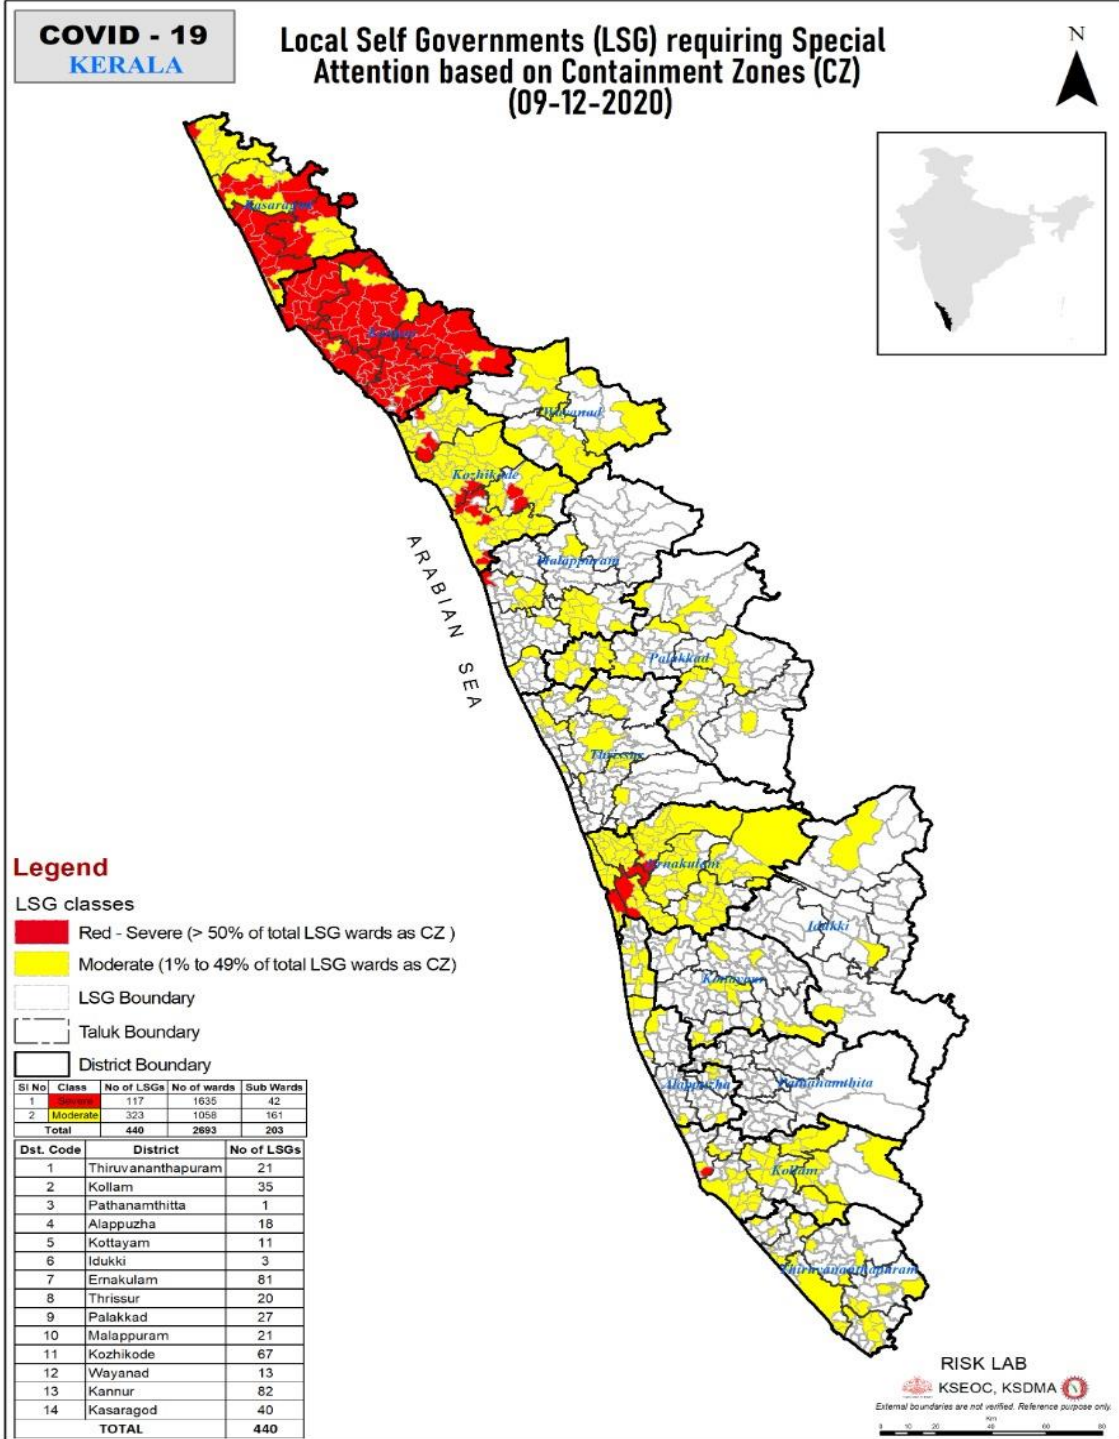 COVID - 19
KERALA
Local Self Governments (LSG) requiring Special
Attention based on Containment Zones (CZ)
(09-12-2020)
N
Kasaragod
Kannur
Wayanad
Kozhikode
Malappuram
ARABIAN SEA
Palakkad
Thrissur
Ernakulam
Idukki
Kottayam
Alappuzha
Pathanamthitta
Kollam
Thiruvananthapuram
Legend
LSG classes
Red - Severe (> 50% of total LSG wards as CZ )
Moderate (1% to 49% of total LSG wards as CZ)
LSG Boundary
Taluk Boundary
District Boundary
Sl No Class No of LSGs No of wards Sub Wards
1 Severe 117 1635 42
2 Moderate 323 1058 161
Total 440 2693 203
Dst. Code District No of LSGs
1 Thiruvananthapuram 21
2 Kollam 35
3 Pathanamthitta 1
4 Alappuzha 18
5 Kottayam 11
6 Idukki 3
7 Ernakulam 81
8 Thrissur 20
9 Palakkad 27
10 Malappuram 21
11 Kozhikode 67
12 Wayanad 13
13 Kannur 82
14 Kasaragod 40
TOTAL 440
RISK LAB
KSEOC, KSDMA
External boundaries are not verified. Reference purpose only.
Km
0 10 20 40 60 80